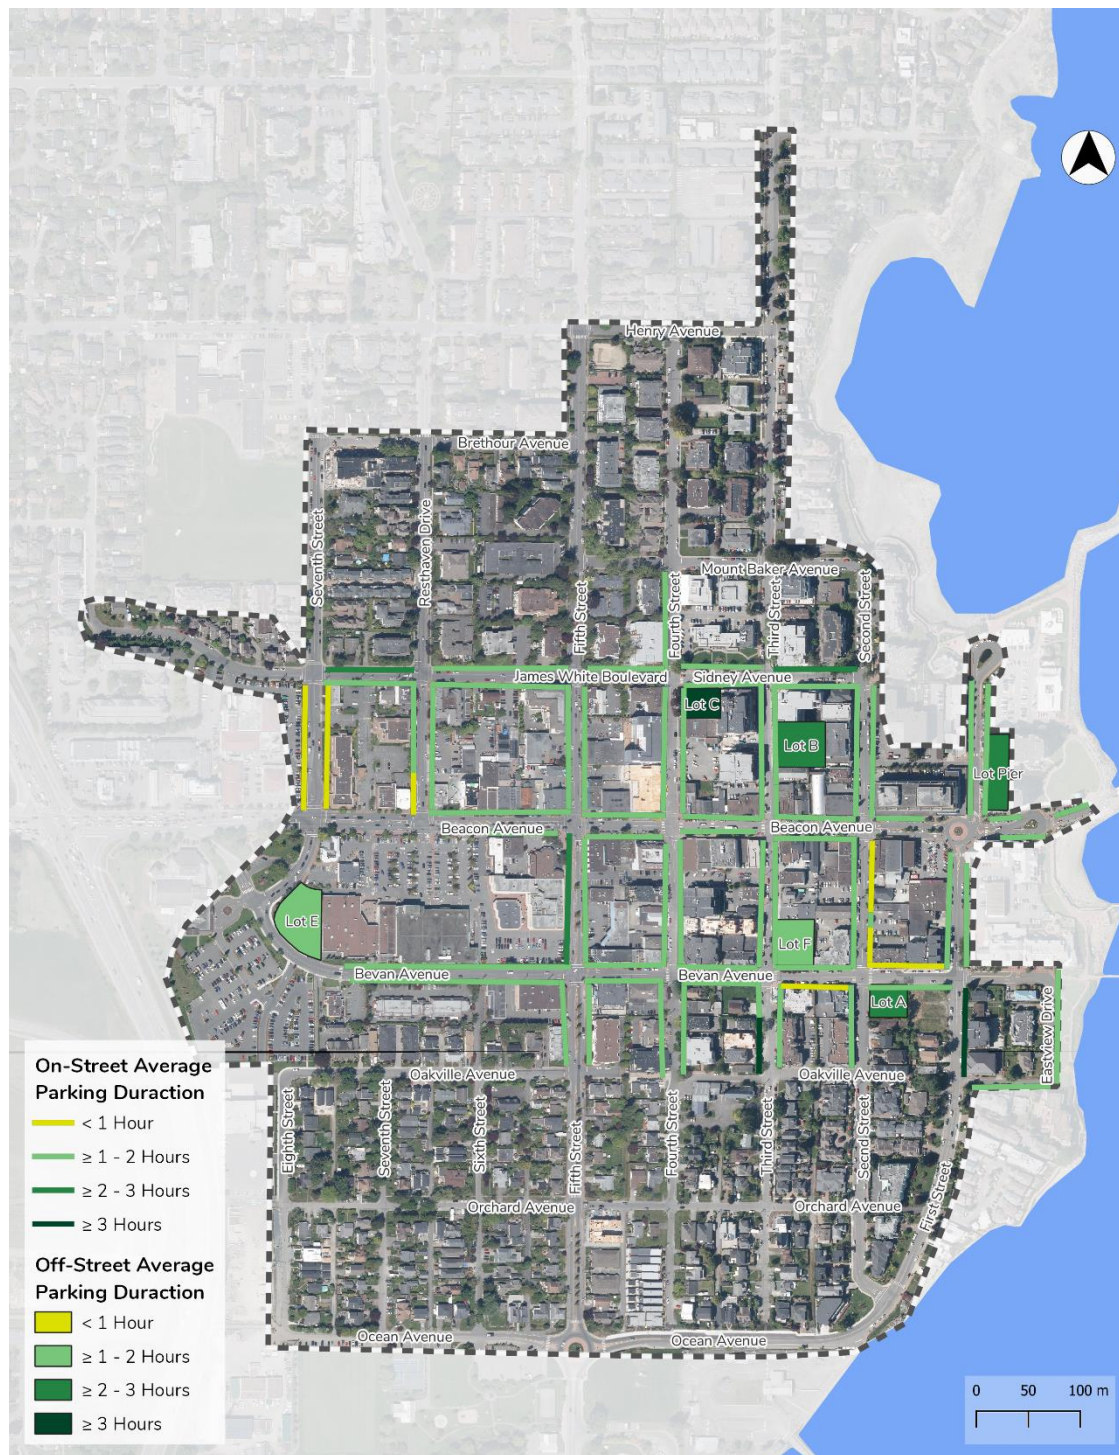 Henry Avenue
Brethour Avenue
Seventh Street
Resthaven Drive
Fifth Street
Fourth Street
Mount Baker Avenue
Third Street
Second Street
James White Boulevard
Sidney Avenue
Lot C
Lot B
Lot Pier
Beacon Avenue
Beacon Avenue
Lot E
Lot F
Bevan Avenue
Bevan Avenue
Lot A
Eastview Drive
Oakville Avenue
Oakville Avenue
Eighth Street
Seventh Street
Sixth Street
Fifth Street
Fourth Street
Third Street
Second Street
First Street
Orchard Avenue
Orchard Avenue
Ocean Avenue
Ocean Avenue
On-Street Average
Parking Duraction
< 1 Hour
≥ 1 - 2 Hours
≥ 2 - 3 Hours
≥ 3 Hours
Off-Street Average
Parking Duraction
< 1 Hour
≥ 1 - 2 Hours
≥ 2 - 3 Hours
≥ 3 Hours
0 50 100 m